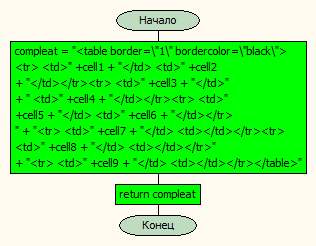 Начало
compleat = "<table border=\"1\" bordercolor=\"black\">
<tr> <td>" +cell1 + "</td> <td>" +cell2
+ "</td></tr><tr> <td>" +cell3 + "</td>"
+ " <td>" +cell4 + "</td></tr><tr> <td>"
+cell5 + "</td> <td>" +cell6 + "</td></tr>
" + "<tr> <td>" +cell7 + "</td> <td></td></tr><tr>
<td>" +cell8 + "</td> <td></td></tr>"
+ "<tr> <td>" +cell9 + "</td> <td></td></tr></table>"
return compleat
Конец